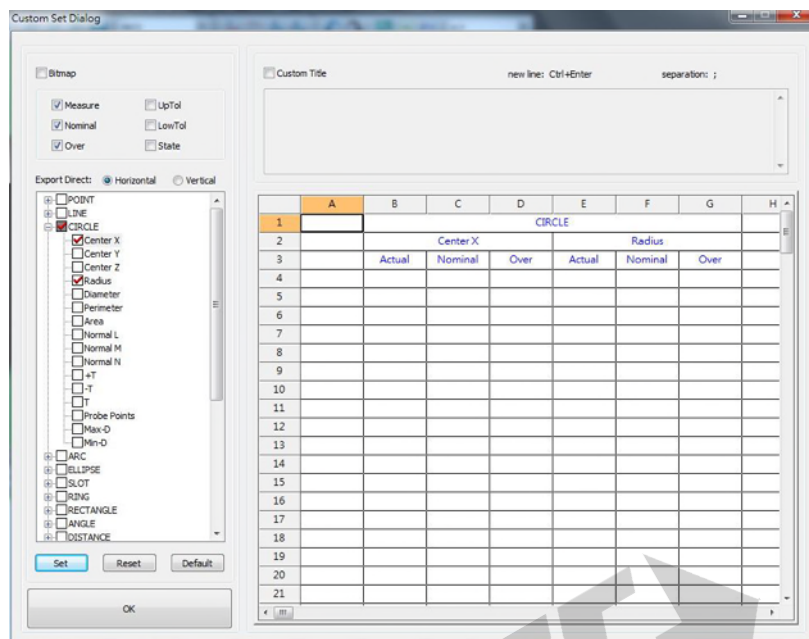 Custom Set Dialog
Bitmap
Measure UpTol
Nominal LowTol
Over State
Export Direct: Horizontal Vertical
POINT
LINE
CIRCLE
Center X
Center Y
Center Z
Radius
Diameter
Perimeter
Area
Normal L
Normal M
Normal N
+T
-T
T
Probe Points
Max-D
Min-D
ARC
ELLIPSE
SLOT
RING
RECTANGLE
ANGLE
DISTANCE
Set Reset Default
OK
Custom Title new line: Ctrl+Enter separation: ;
A B C D E F G H
1 CIRCLE
2 Center X Radius
3 Actual Nominal Over Actual Nominal Over
4
5
6
7
8
9
10
11
12
13
14
15
16
17
18
19
20
21